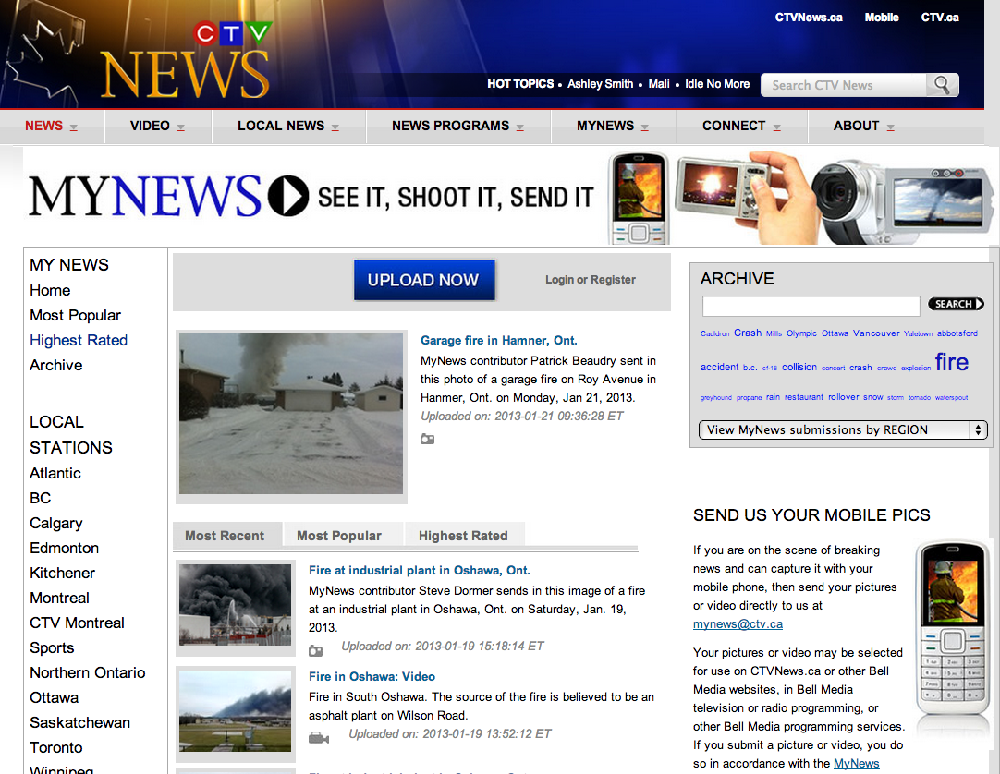 CTVNews.ca Mobile CTV.ca
CTV
NEWS
HOT TOPICS • Ashley Smith • Mali • Idle No More
Search CTV News
NEWS VIDEO LOCAL NEWS NEWS PROGRAMS MYNEWS CONNECT ABOUT
MYNEWS SEE IT, SHOOT IT, SEND IT
MY NEWS
Home
Most Popular
Highest Rated
Archive
LOCAL
STATIONS
Atlantic
BC
Calgary
Edmonton
Kitchener
Montreal
CTV Montreal
Sports
Northern Ontario
Ottawa
Saskatchewan
Toronto
Winnipeg
UPLOAD NOW
Login or Register
Garage fire in Hamner, Ont.
MyNews contributor Patrick Beaudry sent in
this photo of a garage fire on Roy Avenue in
Hanmer, Ont. on Monday, Jan 21, 2013.
Uploaded on: 2013-01-21 09:36:28 ET
Most Recent Most Popular Highest Rated
Fire at industrial plant in Oshawa, Ont.
MyNews contributor Steve Dormer sends in this image of a fire
at an industrial plant in Oshawa, Ont. on Saturday, Jan. 19,
2013.
Uploaded on: 2013-01-19 15:18:14 ET
Fire in Oshawa: Video
Fire in South Oshawa. The source of the fire is believed to be an
asphalt plant on Wilson Road.
Uploaded on: 2013-01-19 13:52:12 ET
ARCHIVE
SEARCH
Cauldron Crash Mills Olympic Ottawa Vancouver Yaletown abbotsford
accident b.c. cf-18 collision concert crash crowd explosion fire
greyhound propane rain restaurant rollover snow storm tornado waterspout
View MyNews submissions by REGION
SEND US YOUR MOBILE PICS
If you are on the scene of breaking
news and can capture it with your
mobile phone, then send your pictures
or video directly to us at
mynews@ctv.ca
Your pictures or video may be selected
for use on CTVNews.ca or other Bell
Media websites, in Bell Media
television or radio programming, or
other Bell Media programming services.
If you submit a picture or video, you do
so in accordance with the MyNews